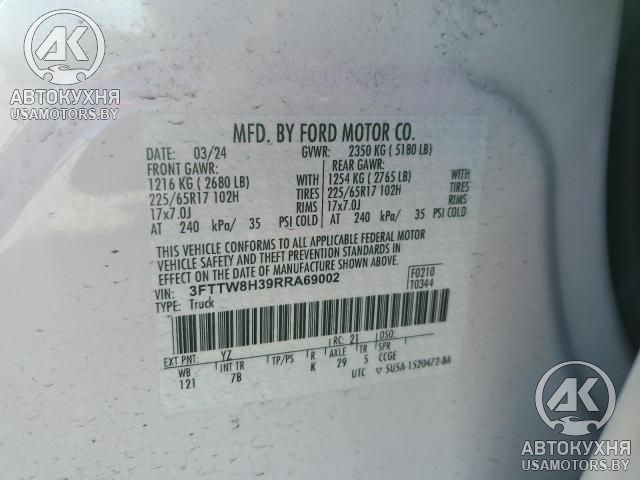 AK
АВТОКУХНЯ
USAMOTORS.BY
MFD. BY FORD MOTOR CO.
DATE: 03/24 GVWR: 2350 KG ( 5180 LB)
FRONT GAWR: REAR GAWR:
1216 KG ( 2680 LB) 1254 KG ( 2765 LB)
225/65R17 102H TIRES 225/65R17 102H TIRES
17x7.0J RIMS 17x7.0J RIMS
AT 240 kPa/ 35 PSI COLD AT 240 kPa/ 35 PSI COLD
THIS VEHICLE CONFORMS TO ALL APPLICABLE FEDERAL MOTOR
VEHICLE SAFETY AND THEFT PREVENTION STANDARDS IN
EFFECT ON THE DATE OF MANUFACTURE SHOWN ABOVE.
VIN: 3FTTW8H39RRA69002 F0210
TYPE: Truck T0344
EXT PNT: YZ RC: 21 DSO:
WB INT TR TP/PS R AXLE TR SPR
121 7B K 29 5 CCGE
UTC 5U5A-1520472-BA
AK
АВТОКУХНЯ
USAMOTORS.BY